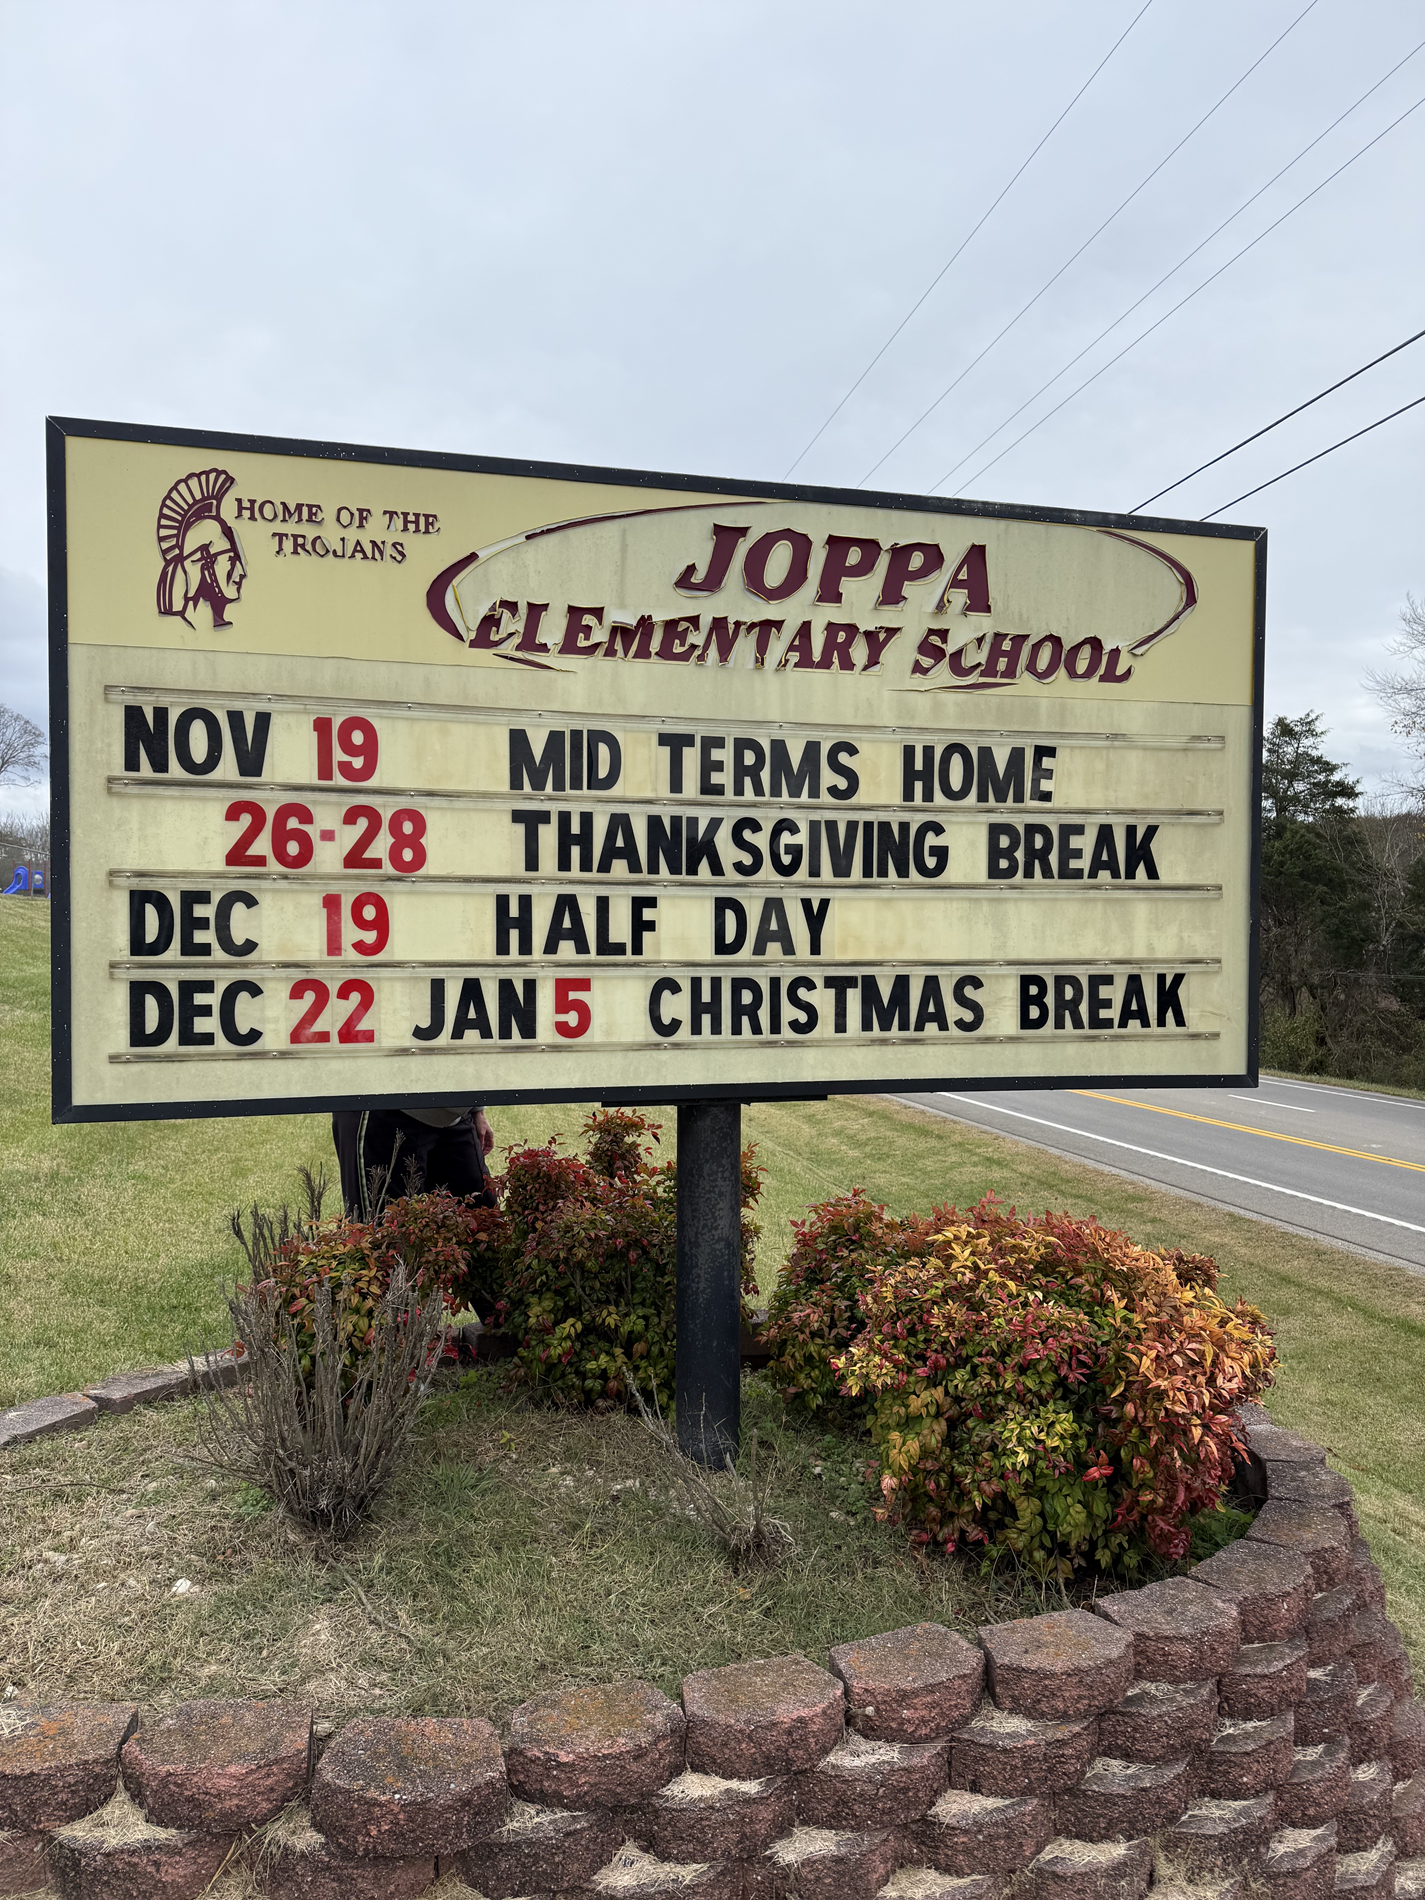 HOME OF THE
TROJANS
JOPPA
ELEMENTARY SCHOOL
NOV 19 MID TERMS HOME
26-28 THANKSGIVING BREAK
DEC 19 HALF DAY
DEC 22 JAN 5 CHRISTMAS BREAK